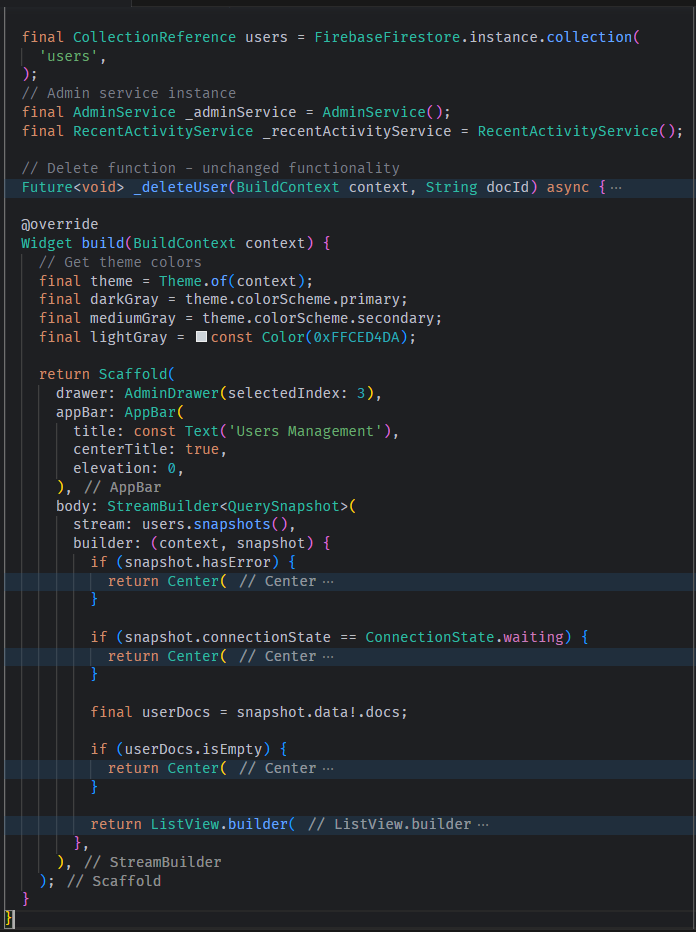 final CollectionReference users = FirebaseFirestore.instance.collection(
  'users',
);
// Admin service instance
final AdminService _adminService = AdminService();
final RecentActivityService _recentActivityService = RecentActivityService();

// Delete function - unchanged functionality
Future<void> _deleteUser(BuildContext context, String docId) async {⋯

@override
Widget build(BuildContext context) {
  // Get theme colors
  final theme = Theme.of(context);
  final darkGray = theme.colorScheme.primary;
  final mediumGray = theme.colorScheme.secondary;
  final lightGray = const Color(0xFFCED4DA);

  return Scaffold(
    drawer: AdminDrawer(selectedIndex: 3),
    appBar: AppBar(
      title: const Text('Users Management'),
      centerTitle: true,
      elevation: 0,
    ), // AppBar
    body: StreamBuilder<QuerySnapshot>(
      stream: users.snapshots(),
      builder: (context, snapshot) {
        if (snapshot.hasError) {
          return Center( // Center ⋯
        }

        if (snapshot.connectionState == ConnectionState.waiting) {
          return Center( // Center ⋯
        }

        final userDocs = snapshot.data!.docs;

        if (userDocs.isEmpty) {
          return Center( // Center ⋯
        }

        return ListView.builder( // ListView.builder ⋯
      },
    ), // StreamBuilder
  ); // Scaffold
}
}